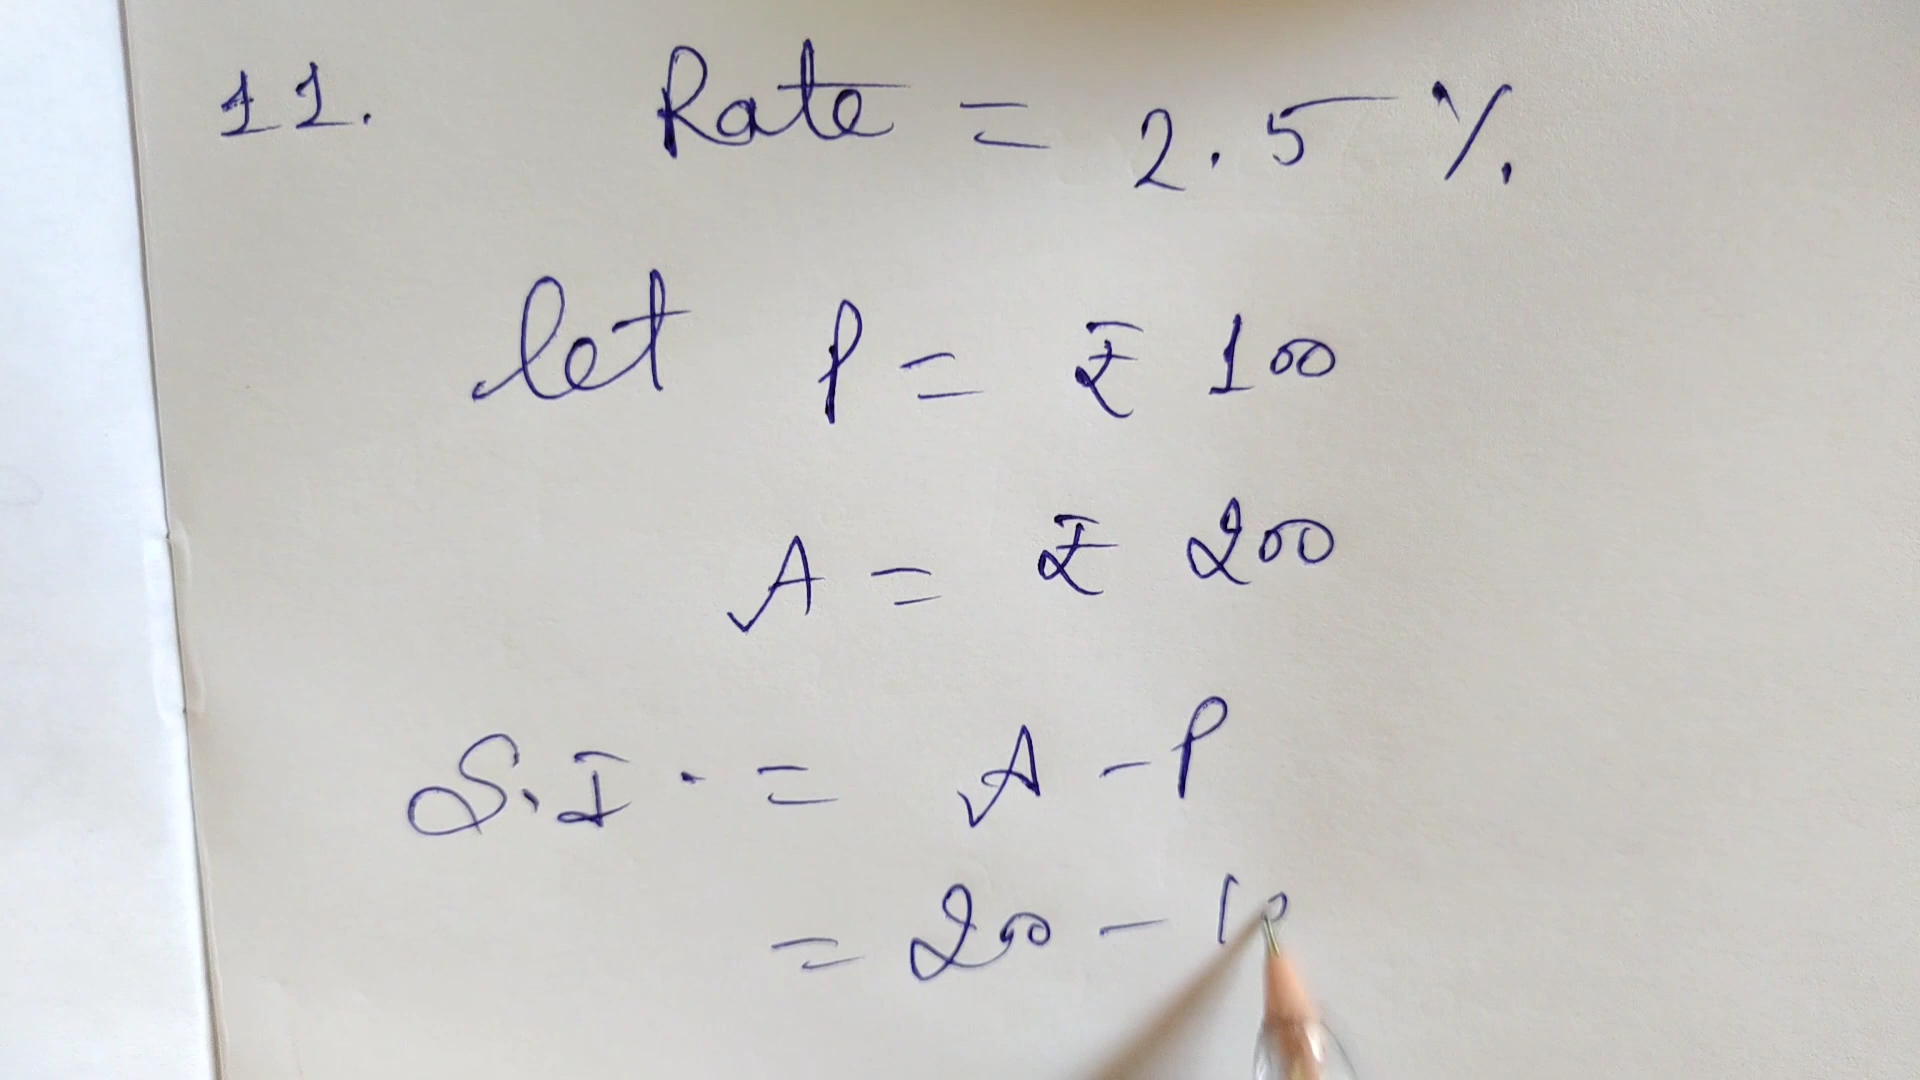 11. Rate = 2.5 %.
let P = ₹ 100
A = ₹ 200
S.I. = A - P
= 200 - 10